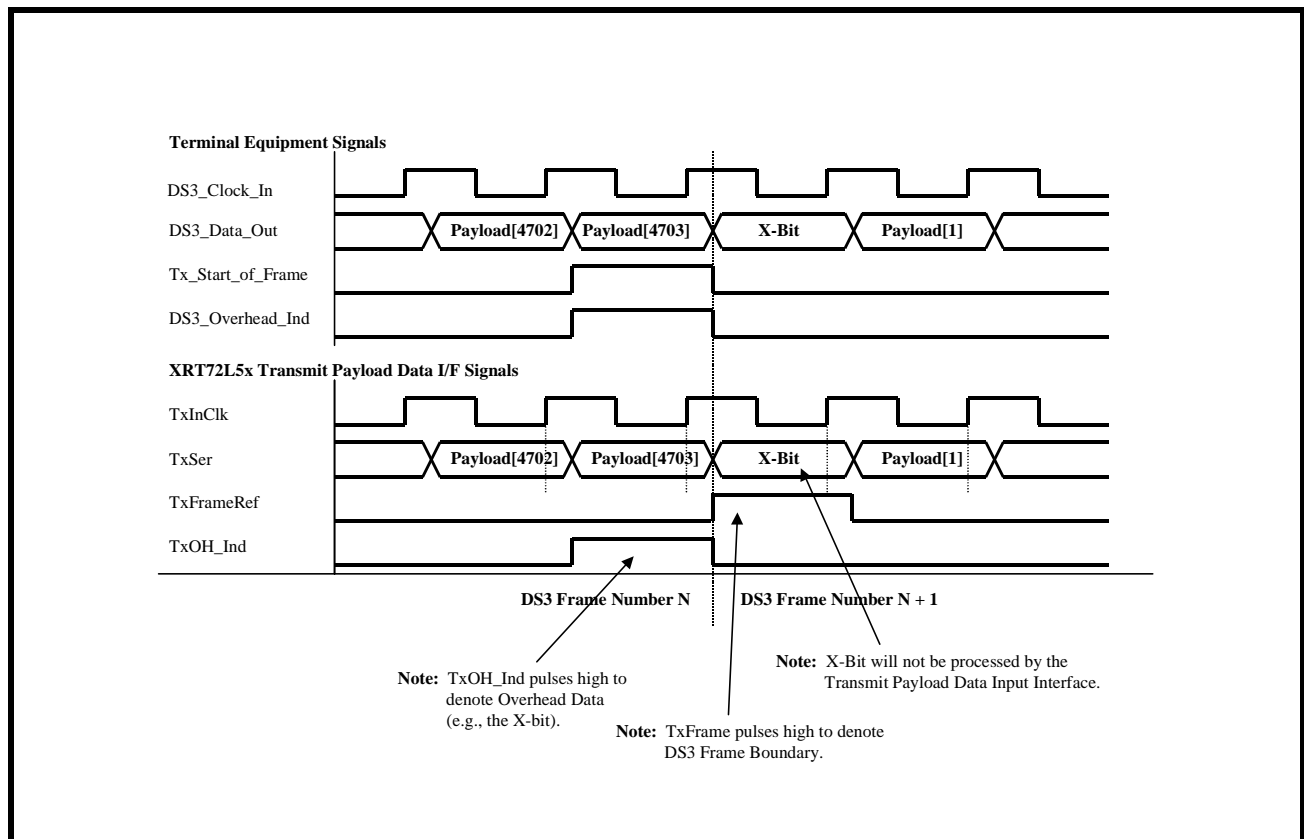 Terminal Equipment Signals
DS3_Clock_In
DS3_Data_Out
Payload[4702] Payload[4703] X-Bit Payload[1]
Tx_Start_of_Frame
DS3_Overhead_Ind
XRT72L5x Transmit Payload Data I/F Signals
TxInClk
TxSer
Payload[4702] Payload[4703] X-Bit Payload[1]
TxFrameRef
TxOH_Ind
DS3 Frame Number N DS3 Frame Number N + 1
Note: X-Bit will not be processed by the
Transmit Payload Data Input Interface.
Note: TxOH_Ind pulses high to
denote Overhead Data
(e.g., the X-bit).
Note: TxFrame pulses high to denote
DS3 Frame Boundary.